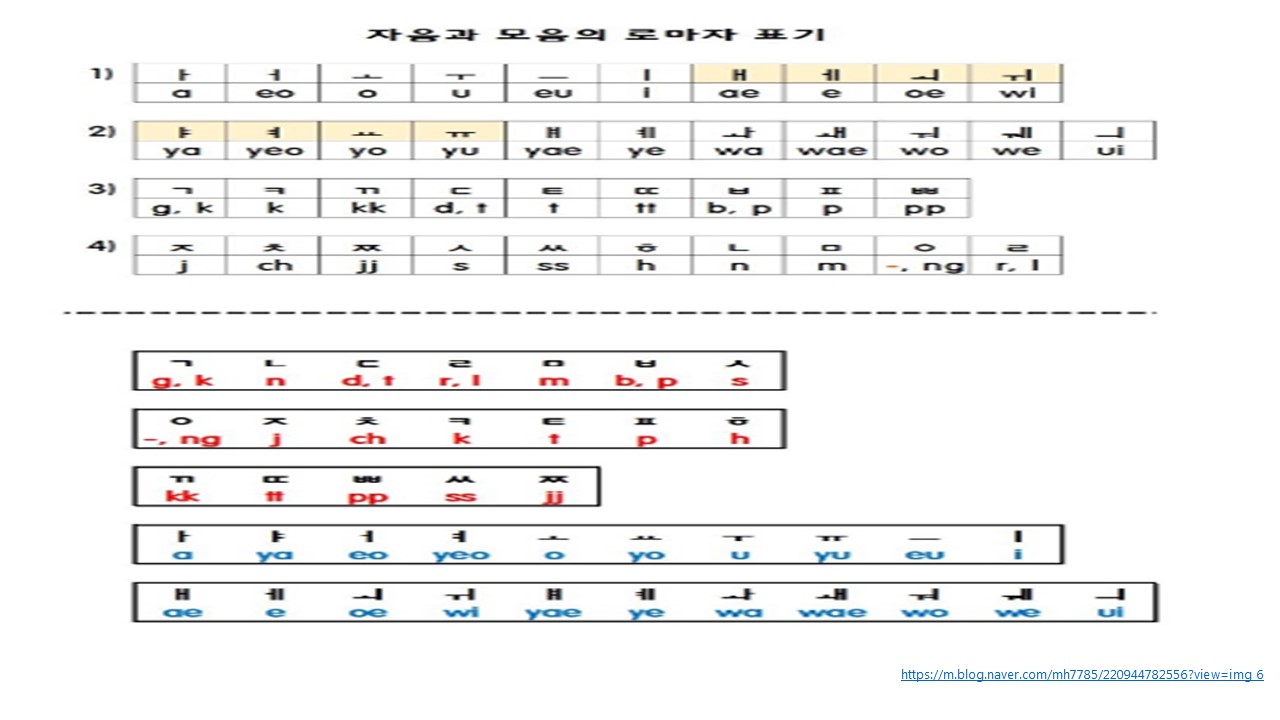 자음과 모음의 로마자 표기
1) ㅏ ㅓ ㅗ ㅜ ㅡ ㅣ ㅐ ㅔ ㅚ ㅟ
a eo o u eu i ae e oe wi
2) ㅑ ㅕ ㅛ ㅠ ㅒ ㅖ ㅘ ㅙ ㅝ ㅞ ㅢ
ya yeo yo yu yae ye wa wae wo we ui
3) ㄱ ㅋ ㄲ ㄷ ㅌ ㄸ ㅂ ㅍ ㅃ
g, k k kk d, t t tt b, p p pp
4) ㅈ ㅊ ㅉ ㅅ ㅆ ㅎ ㄴ ㅁ ㅇ ㄹ
j ch jj s ss h n m -, ng r, l
ㄱ ㄴ ㄷ ㄹ ㅁ ㅂ ㅅ
g, k n d, t r, l m b, p s
ㅇ ㅈ ㅊ ㅋ ㅌ ㅍ ㅎ
-, ng j ch k t p h
ㄲ ㄸ ㅃ ㅆ ㅉ
kk tt pp ss jj
ㅏ ㅑ ㅓ ㅕ ㅗ ㅛ ㅜ ㅠ ㅡ ㅣ
a ya eo yeo o yo u yu eu i
ㅐ ㅔ ㅚ ㅟ ㅒ ㅖ ㅘ ㅙ ㅝ ㅞ ㅢ
ae e oe wi yae ye wa wae wo we ui
https://m.blog.naver.com/mh7785/220944782556?view=img_6